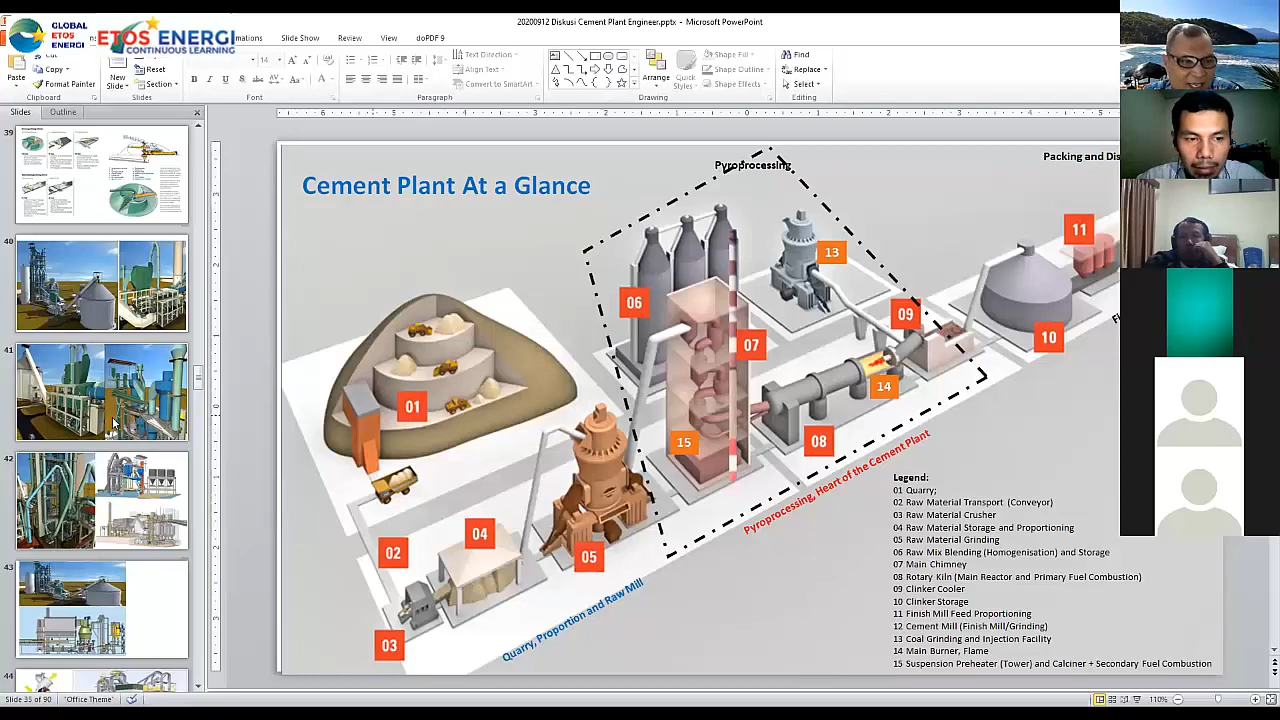 20200912 Diskusi Cement Plant Engineer.pptx - Microsoft PowerPoint
GLOBAL
ETOS
ENERGI
ETOS ENERGI
CONTINUOUS LEARNING
Slide Show
Review
View
doPDF 9
Paste
Copy
Format Painter
Clipboard
New
Slide
Reset
Section
Slides
14
Font
Text Direction
Align Text
Convert to SmartArt
Paragraph
Arrange
Quick
Styles
Shape Fill
Shape Outline
Shape Effects
Drawing
Find
Replace
Select
Editing
Slides
Outline
39
40
41
42
43
44
Cement Plant At a Glance
Pyroprocessing
Packing and Dis
01
02
03
04
05
06
07
08
09
10
11
13
14
15
Quarry, Proportion and Raw Mill
Pyroprocessing, Heart of the Cement Plant
Legend:
01 Quarry;
02 Raw Material Transport (Conveyor)
03 Raw Material Crusher
04 Raw Material Storage and Proportioning
05 Raw Material Grinding
06 Raw Mix Blending (Homogenisation) and Storage
07 Main Chimney
08 Rotary Kiln (Main Reactor and Primary Fuel Combustion)
09 Clinker Cooler
10 Clinker Storage
11 Finish Mill Feed Proportioning
12 Cement Mill (Finish Mill/Grinding)
13 Coal Grinding and Injection Facility
14 Main Burner, Flame
15 Suspension Preheater (Tower) and Calciner + Secondary Fuel Combustion
Slide 35 of 90
"Office Theme"
110%